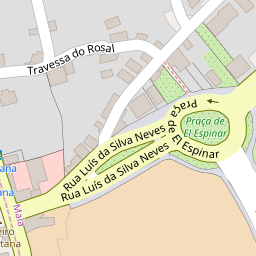 Travessa do Rosal
Praça de
El Espinar
Praça de El Espinar
Rua Luís da Silva Neves
Rua Luís da Silva Neves
Maia